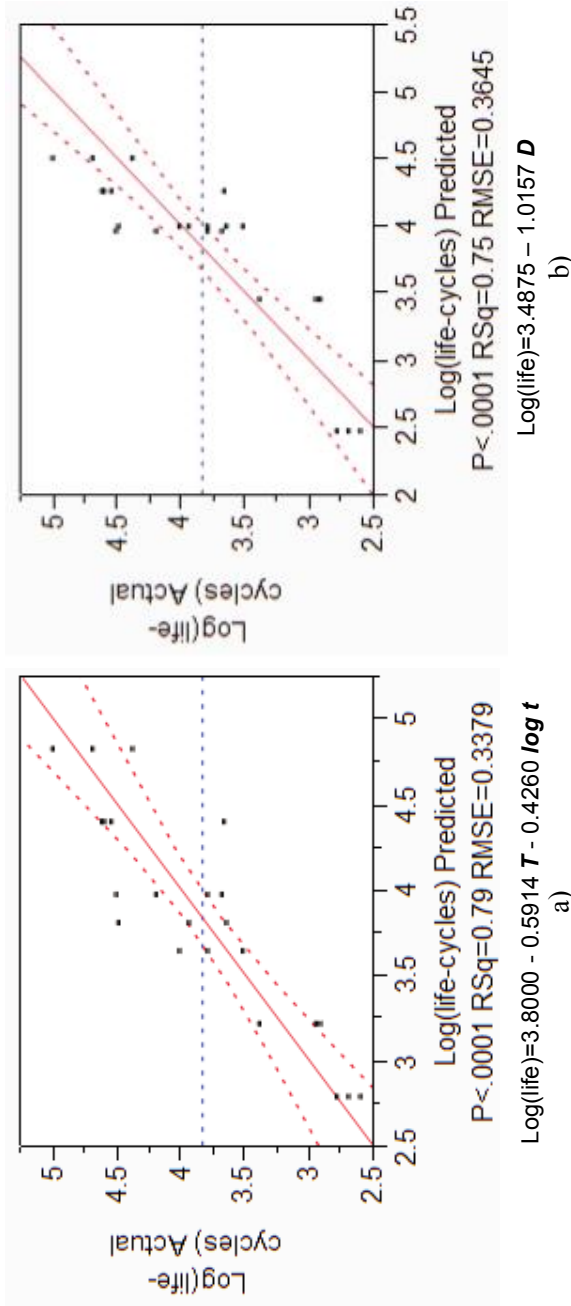 Log(life-
cycles) Actual
5
4.5
4
3.5
3
2.5
2.5
3
3.5
4
4.5
5
Log(life-cycles) Predicted
P<.0001 RSq=0.79 RMSE=0.3379
Log(life)=3.8000 - 0.5914 T - 0.4260 log t
a)
Log(life-
cycles) Actual
5
4.5
4
3.5
3
2.5
2
2.5
3
3.5
4
4.5
5
5.5
Log(life-cycles) Predicted
P<.0001 RSq=0.75 RMSE=0.3645
Log(life)=3.4875 – 1.0157 D
b)